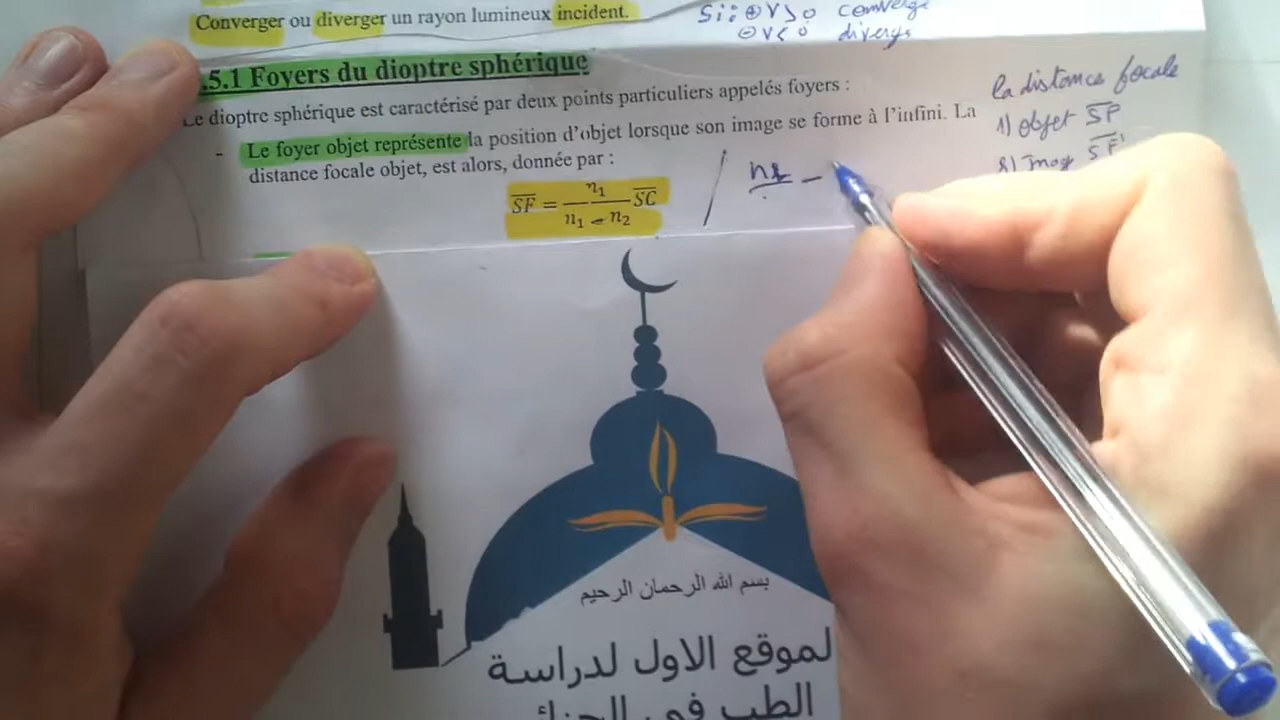 Converger ou diverger un rayon lumineux incident.
Si: ⊕ V > 0 converge
⊖ V < 0 diverge
.5.1 Foyers du dioptre sphérique
Le dioptre sphérique est caractérisé par deux points particuliers appelés foyers :
- Le foyer objet représente la position d'objet lorsque son image se forme à l'infini. La
distance focale objet, est alors, donnée par :
SF = n1 / (n1 - n2) SC
la distance focale
1) objet SP
2) Imag SF'
بسم الله الرحمان الرحيم
لموقع الاول لدراسة
الطب في